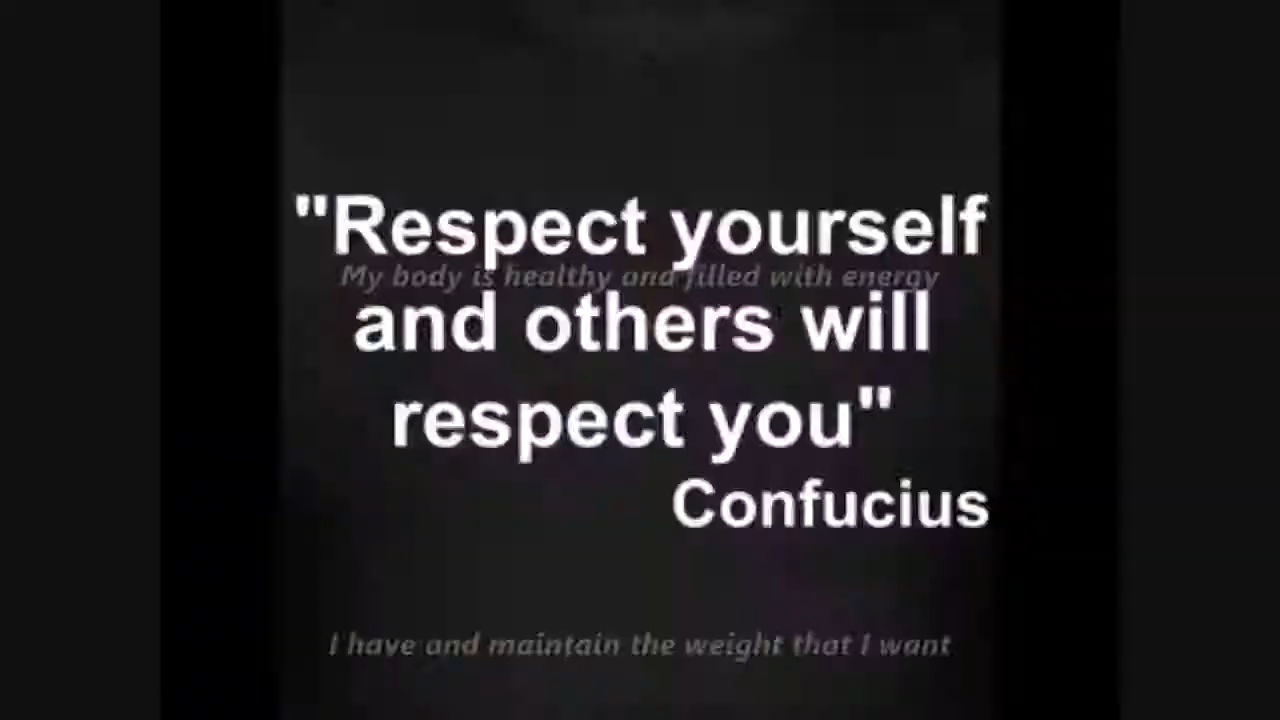 "Respect yourself
My body is healthy and filled with energy
and others will
respect you"
Confucius
I have and maintain the weight that I want